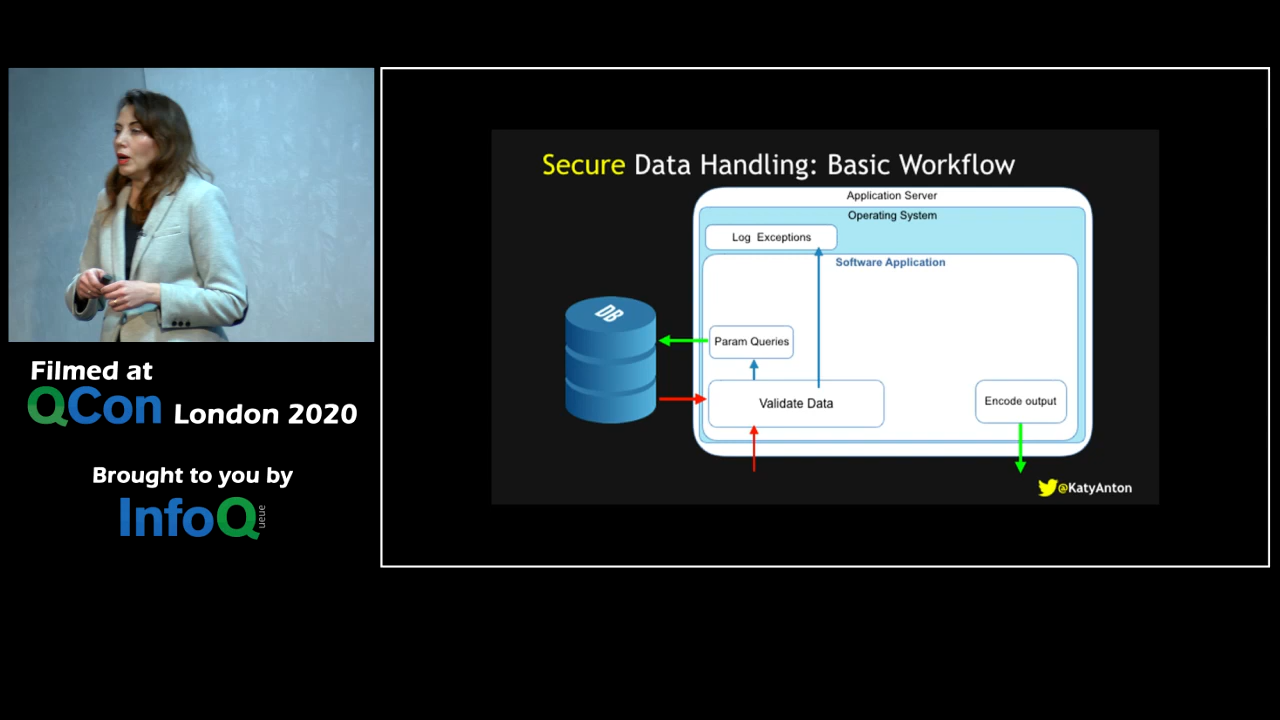 Secure Data Handling: Basic Workflow
Application Server
Operating System
Log Exceptions
Software Application
DB
Param Queries
Validate Data
Encode output
@KatyAnton
Filmed at
QCon London 2020
Brought to you by
InfoQ
ueue